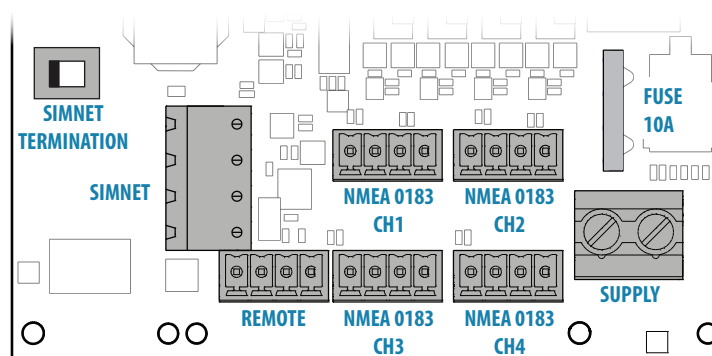 SIMNET
TERMINATION
FUSE
10A
SIMNET
NMEA 0183
CH1
NMEA 0183
CH2
SUPPLY
REMOTE
NMEA 0183
CH3
NMEA 0183
CH4